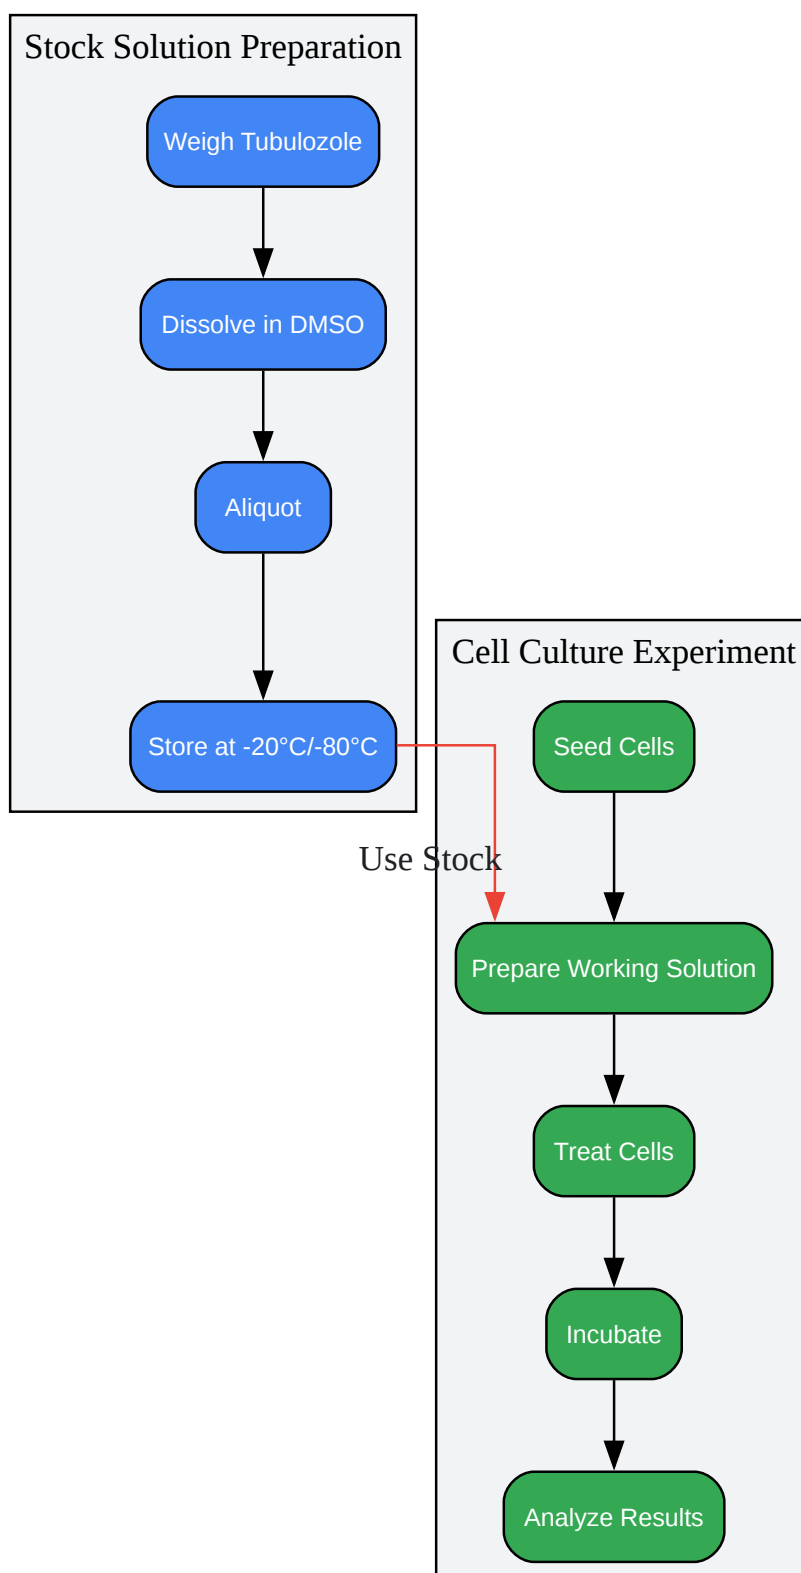 Stock Solution Preparation
Weigh Tubulozole
Dissolve in DMSO
Aliquot
Store at -20°C/-80°C
Use Stock
Cell Culture Experiment
Seed Cells
Prepare Working Solution
Treat Cells
Incubate
Analyze Results